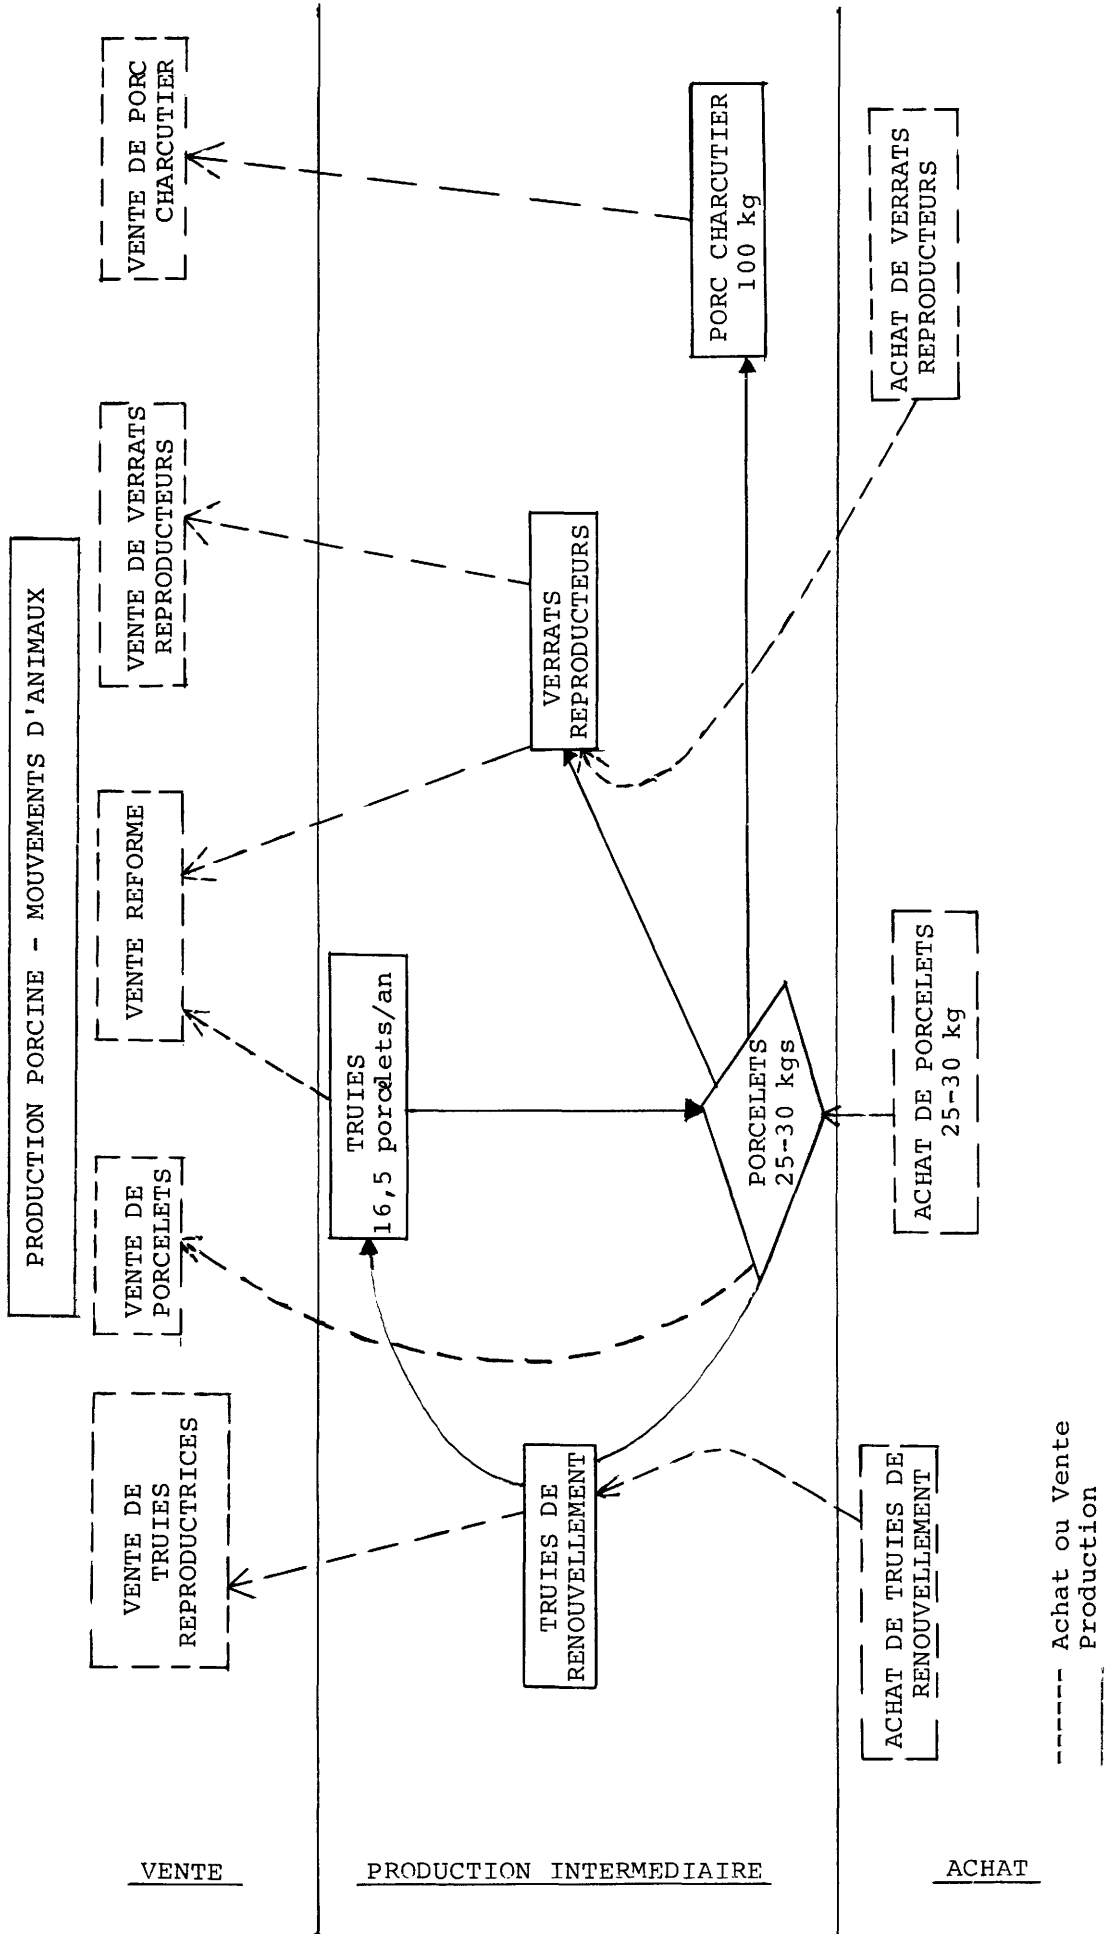 PRODUCTION PORCINE - MOUVEMENTS D'ANIMAUX
VENTE
VENTE DE
TRUIES
REPRODUCTRICES
VENTE DE
PORCELETS
VENTE REFORME
VENTE DE VERRATS
REPRODUCTEURS
VENTE DE PORC
CHARCUTIER
PRODUCTION INTERMEDIAIRE
TRUIES
16,5 porcelets/an
TRUIES DE
RENOUVELLEMENT
VERRATS
REPRODUCTEURS
PORCELETS
25-30 kgs
PORC CHARCUTIER
100 kg
ACHAT
ACHAT DE TRUIES DE
RENOUVELLEMENT
ACHAT DE PORCELETS
25-30 kg
ACHAT DE VERRATS
REPRODUCTEURS
Achat ou Vente
Production